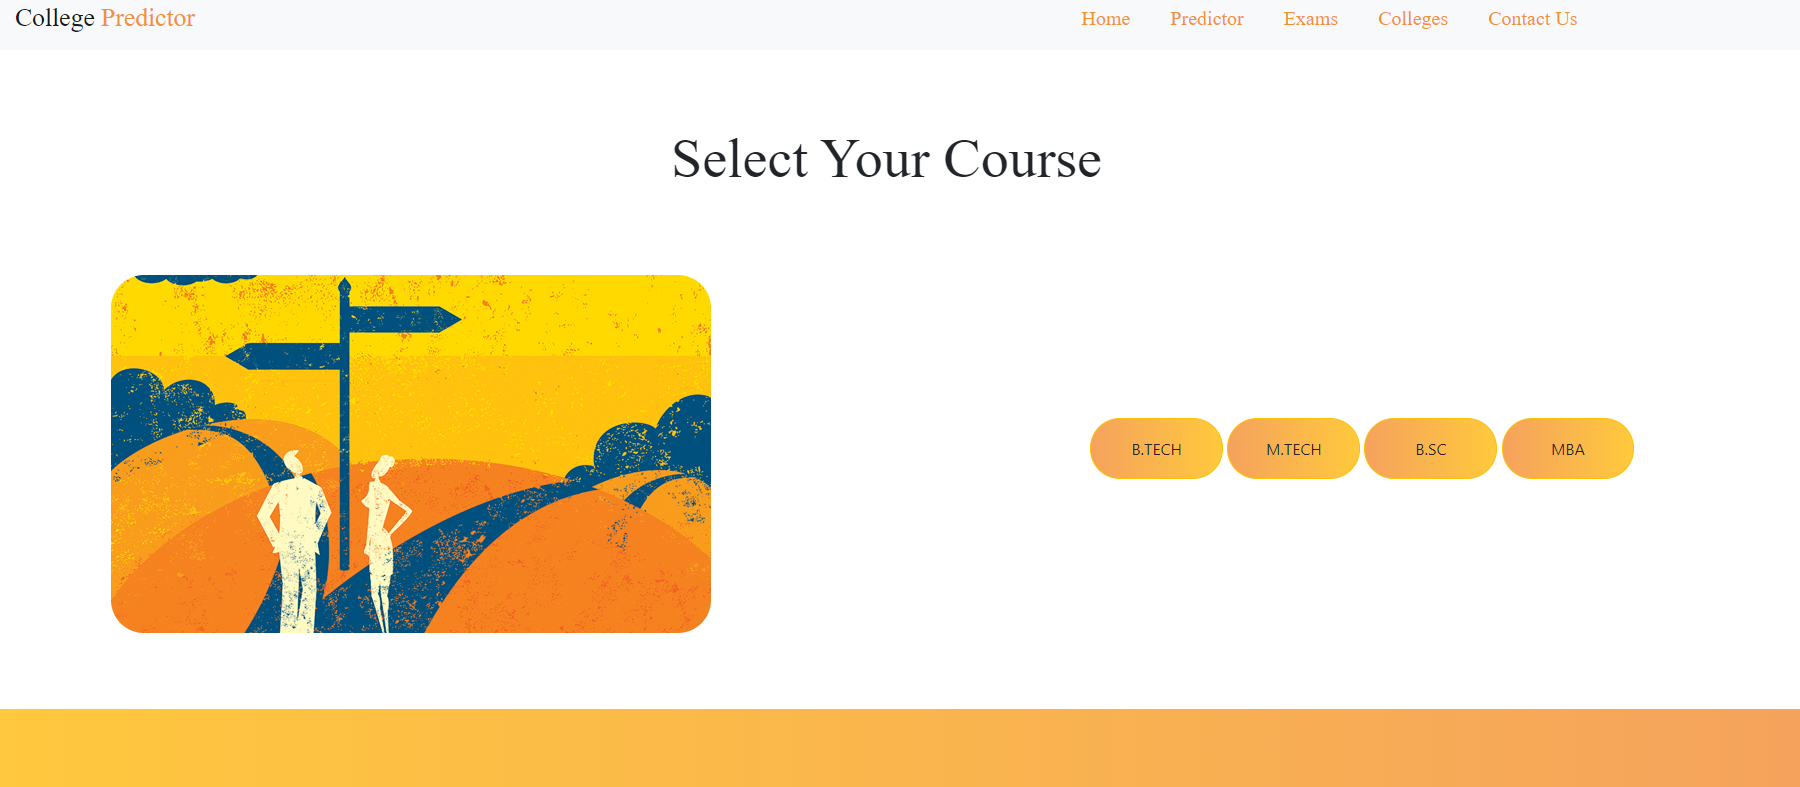 College Predictor Home Predictor Exams Colleges Contact Us
Select Your Course
B.TECH M.TECH B.SC MBA